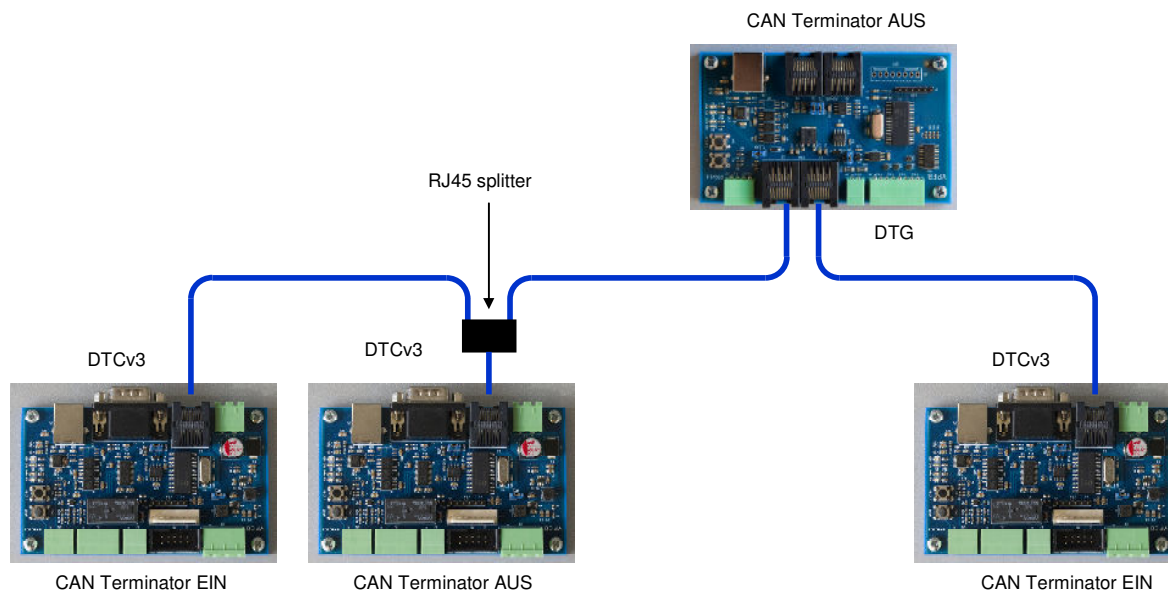 CAN Terminator AUS
RJ45 splitter
DTG
DTCv3
DTCv3
DTCv3
CAN Terminator EIN
CAN Terminator AUS
CAN Terminator EIN